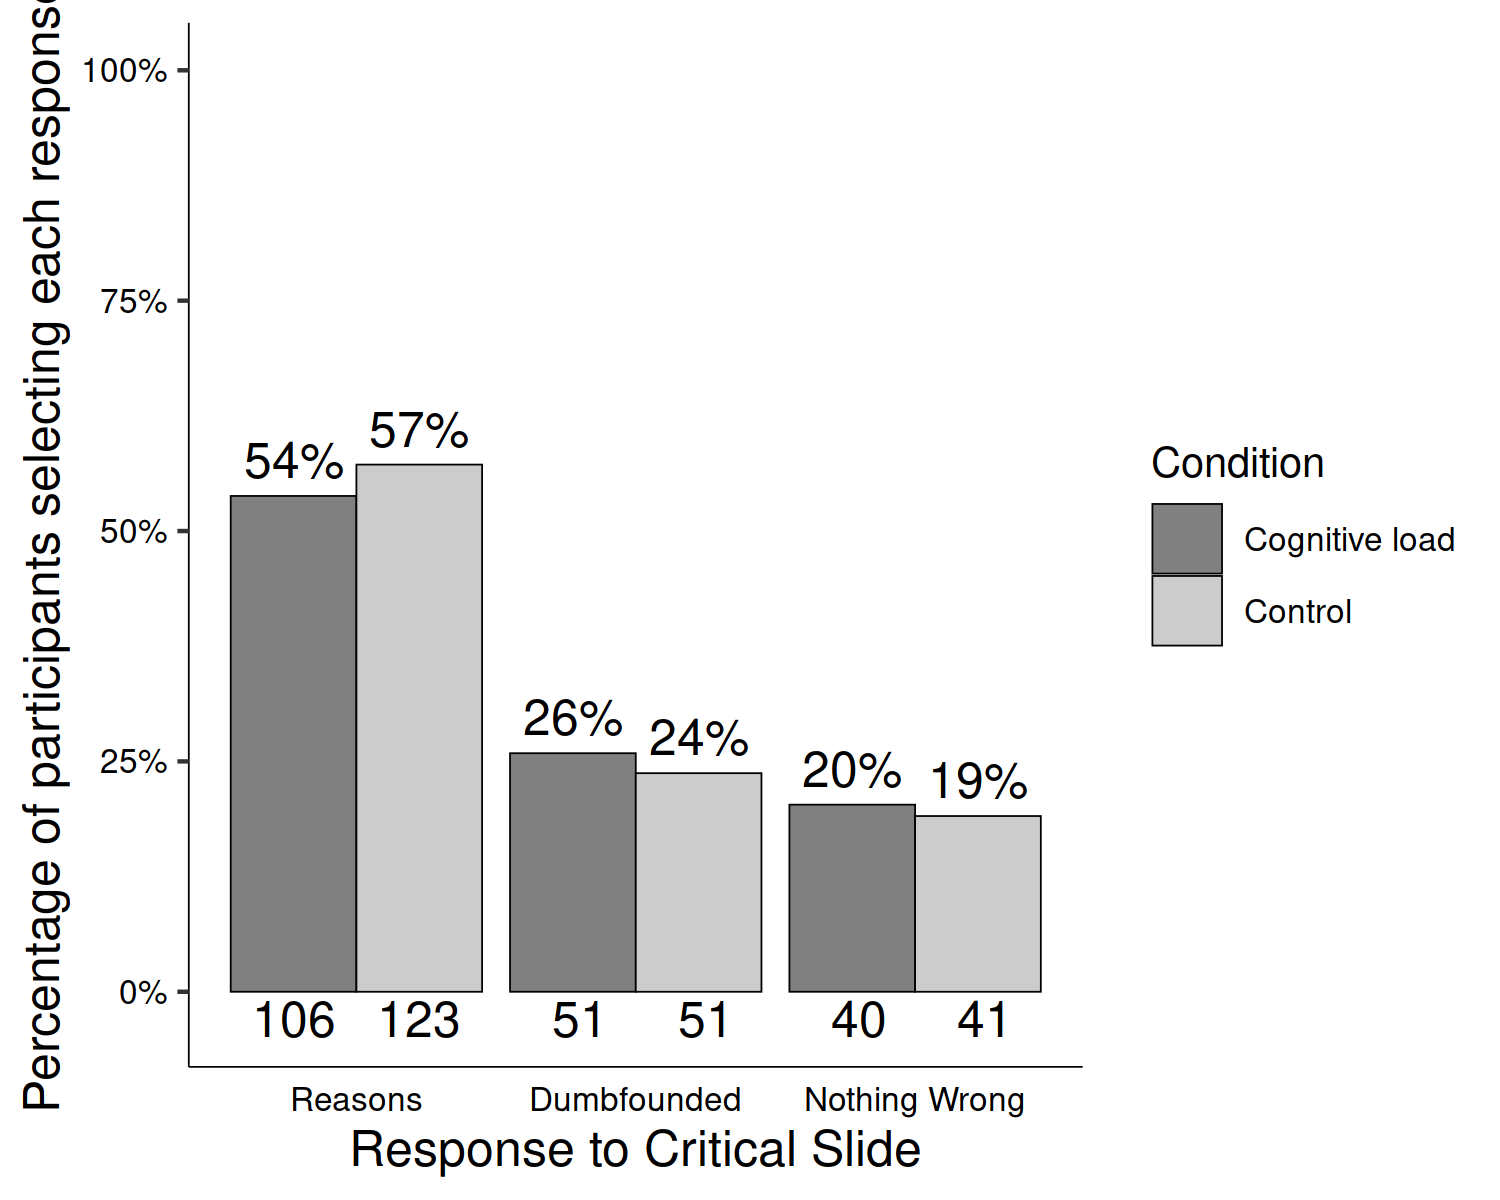 Percentage of participants selecting each response
100%
75%
50%
25%
0%
54%
57%
26%
24%
20%
19%
106
123
51
51
40
41
Reasons
Dumbfounded
Nothing Wrong
Response to Critical Slide
Condition
Cognitive load
Control